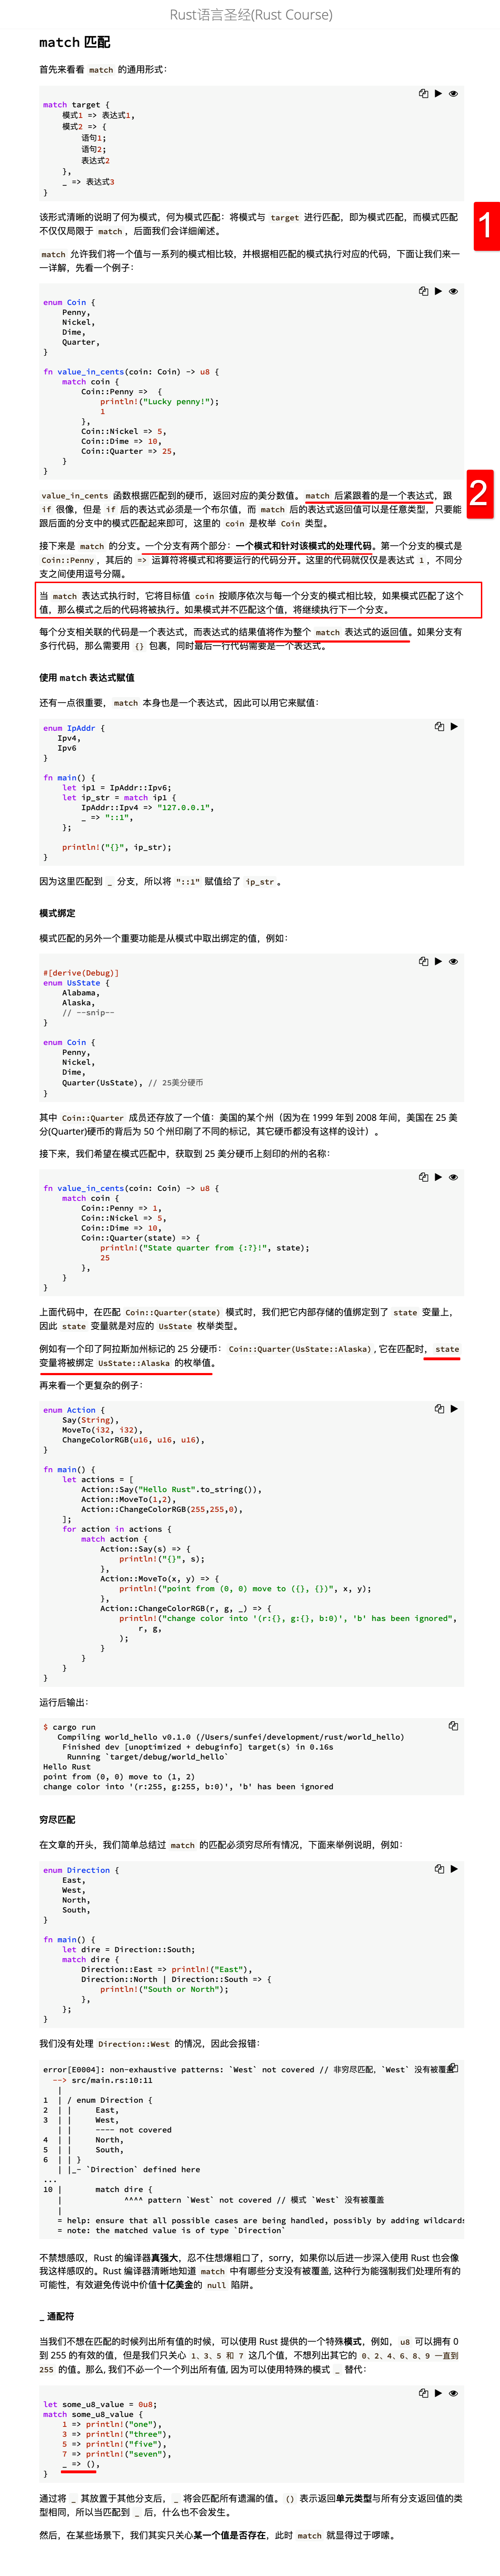 Rust语言圣经(Rust Course)
match 匹配
首先来看看 match 的通用形式：
match target {
    模式1 => 表达式1,
    模式2 => {
        语句1;
        语句2;
        表达式2
    },
    _ => 表达式3
}
该形式清晰的说明了何为模式，何为模式匹配：将模式与 target 进行匹配，即为模式匹配，而模式匹配
不仅仅局限于 match，后面我们会详细阐述。
1
match 允许我们将一个值与一系列的模式相比较，并根据相匹配的模式执行对应的代码，下面让我们来一
一详解，先看一个例子：
enum Coin {
    Penny,
    Nickel,
    Dime,
    Quarter,
}
fn value_in_cents(coin: Coin) -> u8 {
    match coin {
        Coin::Penny =>  {
            println!("Lucky penny!");
            1
        },
        Coin::Nickel => 5,
        Coin::Dime => 10,
        Coin::Quarter => 25,
    }
}
2
value_in_cents 函数根据匹配到的硬币，返回对应的美分数值。match 后紧跟着的是一个表达式，跟
if 很像，但是 if 后的表达式必须是一个布尔值，而 match 后的表达式返回值可以是任意类型，只要能
跟后面的分支中的模式匹配起来即可，这里的 coin 是枚举 Coin 类型。
接下来是 match 的分支。一个分支有两个部分：一个模式和针对该模式的处理代码。第一个分支的模式是
Coin::Penny，其后的 => 运算符将模式和将要运行的代码分开。这里的代码就仅仅是表达式 1，不同分
支之间使用逗号分隔。
当 match 表达式执行时，它将目标值 coin 按顺序依次与每一个分支的模式相比较，如果模式匹配了这个
值，那么模式之后的代码将被执行。如果模式并不匹配这个值，将继续执行下一个分支。
每个分支相关联的代码是一个表达式，而表达式的结果值将作为整个 match 表达式的返回值。如果分支有
多行代码，那么需要用 {} 包裹，同时最后一行代码需要是一个表达式。
使用 match 表达式赋值
还有一点很重要，match 本身也是一个表达式，因此可以用它来赋值：
enum IpAddr {
   Ipv4,
   Ipv6
}
fn main() {
    let ip1 = IpAddr::Ipv6;
    let ip_str = match ip1 {
        IpAddr::Ipv4 => "127.0.0.1",
        _ => "::1",
    };
    println!("{}", ip_str);
}
因为这里匹配到 _ 分支，所以将 "::1" 赋值给了 ip_str。
模式绑定
模式匹配的另外一个重要功能是从模式中取出绑定的值，例如：
#[derive(Debug)]
enum UsState {
    Alabama,
    Alaska,
    // --snip--
}
enum Coin {
    Penny,
    Nickel,
    Dime,
    Quarter(UsState), // 25美分硬币
}
其中 Coin::Quarter 成员还存放了一个值：美国的某个州（因为在 1999 年到 2008 年间，美国在 25 美
分(Quarter)硬币的背后为 50 个州印刷了不同的标记，其它硬币都没有这样的设计）。
接下来，我们希望在模式匹配中，获取到 25 美分硬币上刻印的州的名称：
fn value_in_cents(coin: Coin) -> u8 {
    match coin {
        Coin::Penny => 1,
        Coin::Nickel => 5,
        Coin::Dime => 10,
        Coin::Quarter(state) => {
            println!("State quarter from {:?}!", state);
            25
        },
    }
}
上面代码中，在匹配 Coin::Quarter(state) 模式时，我们把它内部存储的值绑定到了 state 变量上，
因此 state 变量就是对应的 UsState 枚举类型。
例如有一个印了阿拉斯加州标记的 25 分硬币：Coin::Quarter(UsState::Alaska)，它在匹配时，state
变量将被绑定 UsState::Alaska 的枚举值。
再来看一个更复杂的例子：
enum Action {
    Say(String),
    MoveTo(i32, i32),
    ChangeColorRGB(u16, u16, u16),
}
fn main() {
    let actions = [
        Action::Say("Hello Rust".to_string()),
        Action::MoveTo(1,2),
        Action::ChangeColorRGB(255,255,0),
    ];
    for action in actions {
        match action {
            Action::Say(s) => {
                println!("{}", s);
            },
            Action::MoveTo(x, y) => {
                println!("point from (0, 0) move to ({}, {})", x, y);
            },
            Action::ChangeColorRGB(r, g, _) => {
                println!("change color into '(r:{}, g:{}, b:0)', 'b' has been ignored",
                    r, g,
                );
            }
        }
    }
}
运行后输出：
$ cargo run
   Compiling world_hello v0.1.0 (/Users/sunfei/development/rust/world_hello)
    Finished dev [unoptimized + debuginfo] target(s) in 0.16s
     Running `target/debug/world_hello`
Hello Rust
point from (0, 0) move to (1, 2)
change color into '(r:255, g:255, b:0)', 'b' has been ignored
穷尽匹配
在文章的开头，我们简单总结过 match 的匹配必须穷尽所有情况，下面来举例说明，例如：
enum Direction {
    East,
    West,
    North,
    South,
}
fn main() {
    let dire = Direction::South;
    match dire {
        Direction::East => println!("East"),
        Direction::North | Direction::South => {
            println!("South or North");
        },
    };
}
我们没有处理 Direction::West 的情况，因此会报错：
error[E0004]: non-exhaustive patterns: `West` not covered // 非穷尽匹配，`West` 没有被覆盖
  --> src/main.rs:10:11
   |
1  | / enum Direction {
2  | |     East,
3  | |     West,
   | |     ---- not covered
4  | |     North,
5  | |     South,
6  | | }
   | |_- `Direction` defined here
...
10 |       match dire {
   |             ^^^^ pattern `West` not covered // 模式 `West` 没有被覆盖
   |
   = help: ensure that all possible cases are being handled, possibly by adding wildcards
   = note: the matched value is of type `Direction`
不禁想感叹，Rust 的编译器真强大，忍不住想爆粗口了，sorry，如果你以后进一步深入使用 Rust 也会像
我这样感叹的。Rust 编译器清晰地知道 match 中有哪些分支没有被覆盖, 这种行为能强制我们处理所有的
可能性，有效避免传说中价值十亿美金的 null 陷阱。
_ 通配符
当我们不想在匹配的时候列出所有值的时候，可以使用 Rust 提供的一个特殊模式，例如，u8 可以拥有 0
到 255 的有效的值，但是我们只关心 1、3、5 和 7 这几个值，不想列出其它的 0、2、4、6、8、9 一直到
255 的值。那么, 我们不必一个一个列出所有值, 因为可以使用特殊的模式 _ 替代：
let some_u8_value = 0u8;
match some_u8_value {
    1 => println!("one"),
    3 => println!("three"),
    5 => println!("five"),
    7 => println!("seven"),
    _ => (),
}
通过将 _ 其放置于其他分支后，_ 将会匹配所有遗漏的值。() 表示返回单元类型与所有分支返回值的类
型相同，所以当匹配到 _ 后，什么也不会发生。
然后，在某些场景下，我们其实只关心某一个值是否存在，此时 match 就显得过于啰嗦。